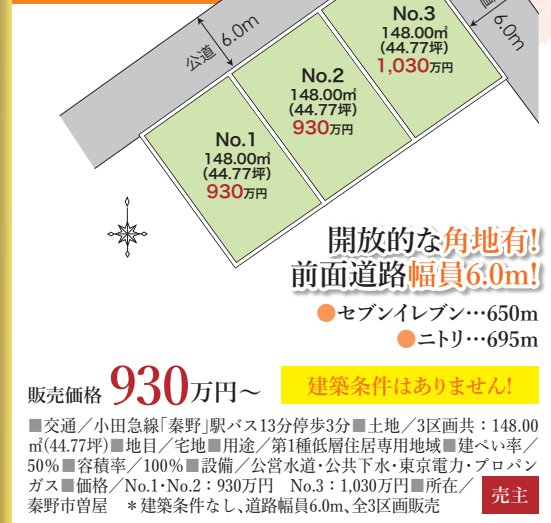 公道 6.0m
6.0m
No.3
148.00㎡
(44.77坪)
1,030万円
No.2
148.00㎡
(44.77坪)
930万円
No.1
148.00㎡
(44.77坪)
930万円
開放的な角地有!
前面道路幅員6.0m!
●セブンイレブン…650m
●ニトリ…695m
販売価格 930万円〜
建築条件はありません!
■交通／小田急線「秦野」駅バス13分停歩3分■土地／3区画共：148.00
㎡(44.77坪)■地目／宅地■用途／第1種低層住居専用地域■建ぺい率／
50%■容積率／100%■設備／公営水道・公共下水・東京電力・プロパン
ガス■価格／No.1・No.2：930万円　No.3：1,030万円■所在／
秦野市曽屋　＊建築条件なし、道路幅員6.0m、全3区画販売
売主